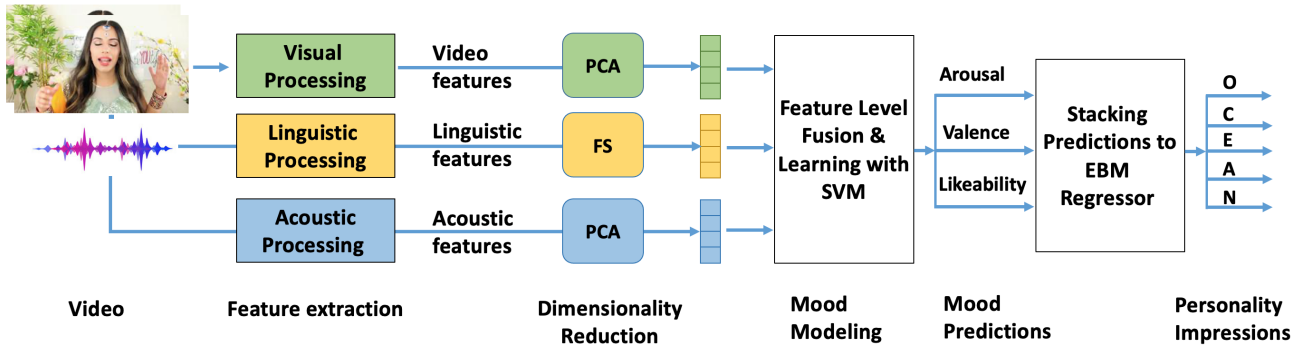 Visual
Processing
Video
features
PCA
Linguistic
Processing
Linguistic
features
FS
Acoustic
Processing
Acoustic
features
PCA
Feature Level
Fusion &
Learning with
SVM
Arousal
Valence
Likeability
Stacking
Predictions to
EBM
Regressor
O
C
E
A
N
Video
Feature extraction
Dimensionality
Reduction
Mood
Modeling
Mood
Predictions
Personality
Impressions